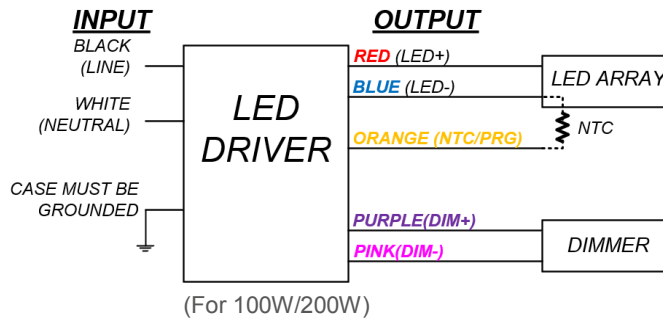 INPUT
BLACK
(LINE)
WHITE
(NEUTRAL)
CASE MUST BE
GROUNDED
LED
DRIVER
(For 100W/200W)
OUTPUT
RED (LED+)
BLUE (LED-)
ORANGE (NTC/PRG)
PURPLE(DIM+)
PINK(DIM-)
LED ARRAY
NTC
DIMMER